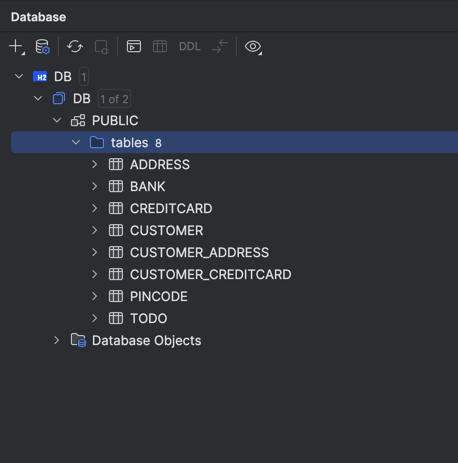 Database
DDL
H2 DB 1
DB 1 of 2
PUBLIC
tables 8
ADDRESS
BANK
CREDITCARD
CUSTOMER
CUSTOMER_ADDRESS
CUSTOMER_CREDITCARD
PINCODE
TODO
Database Objects